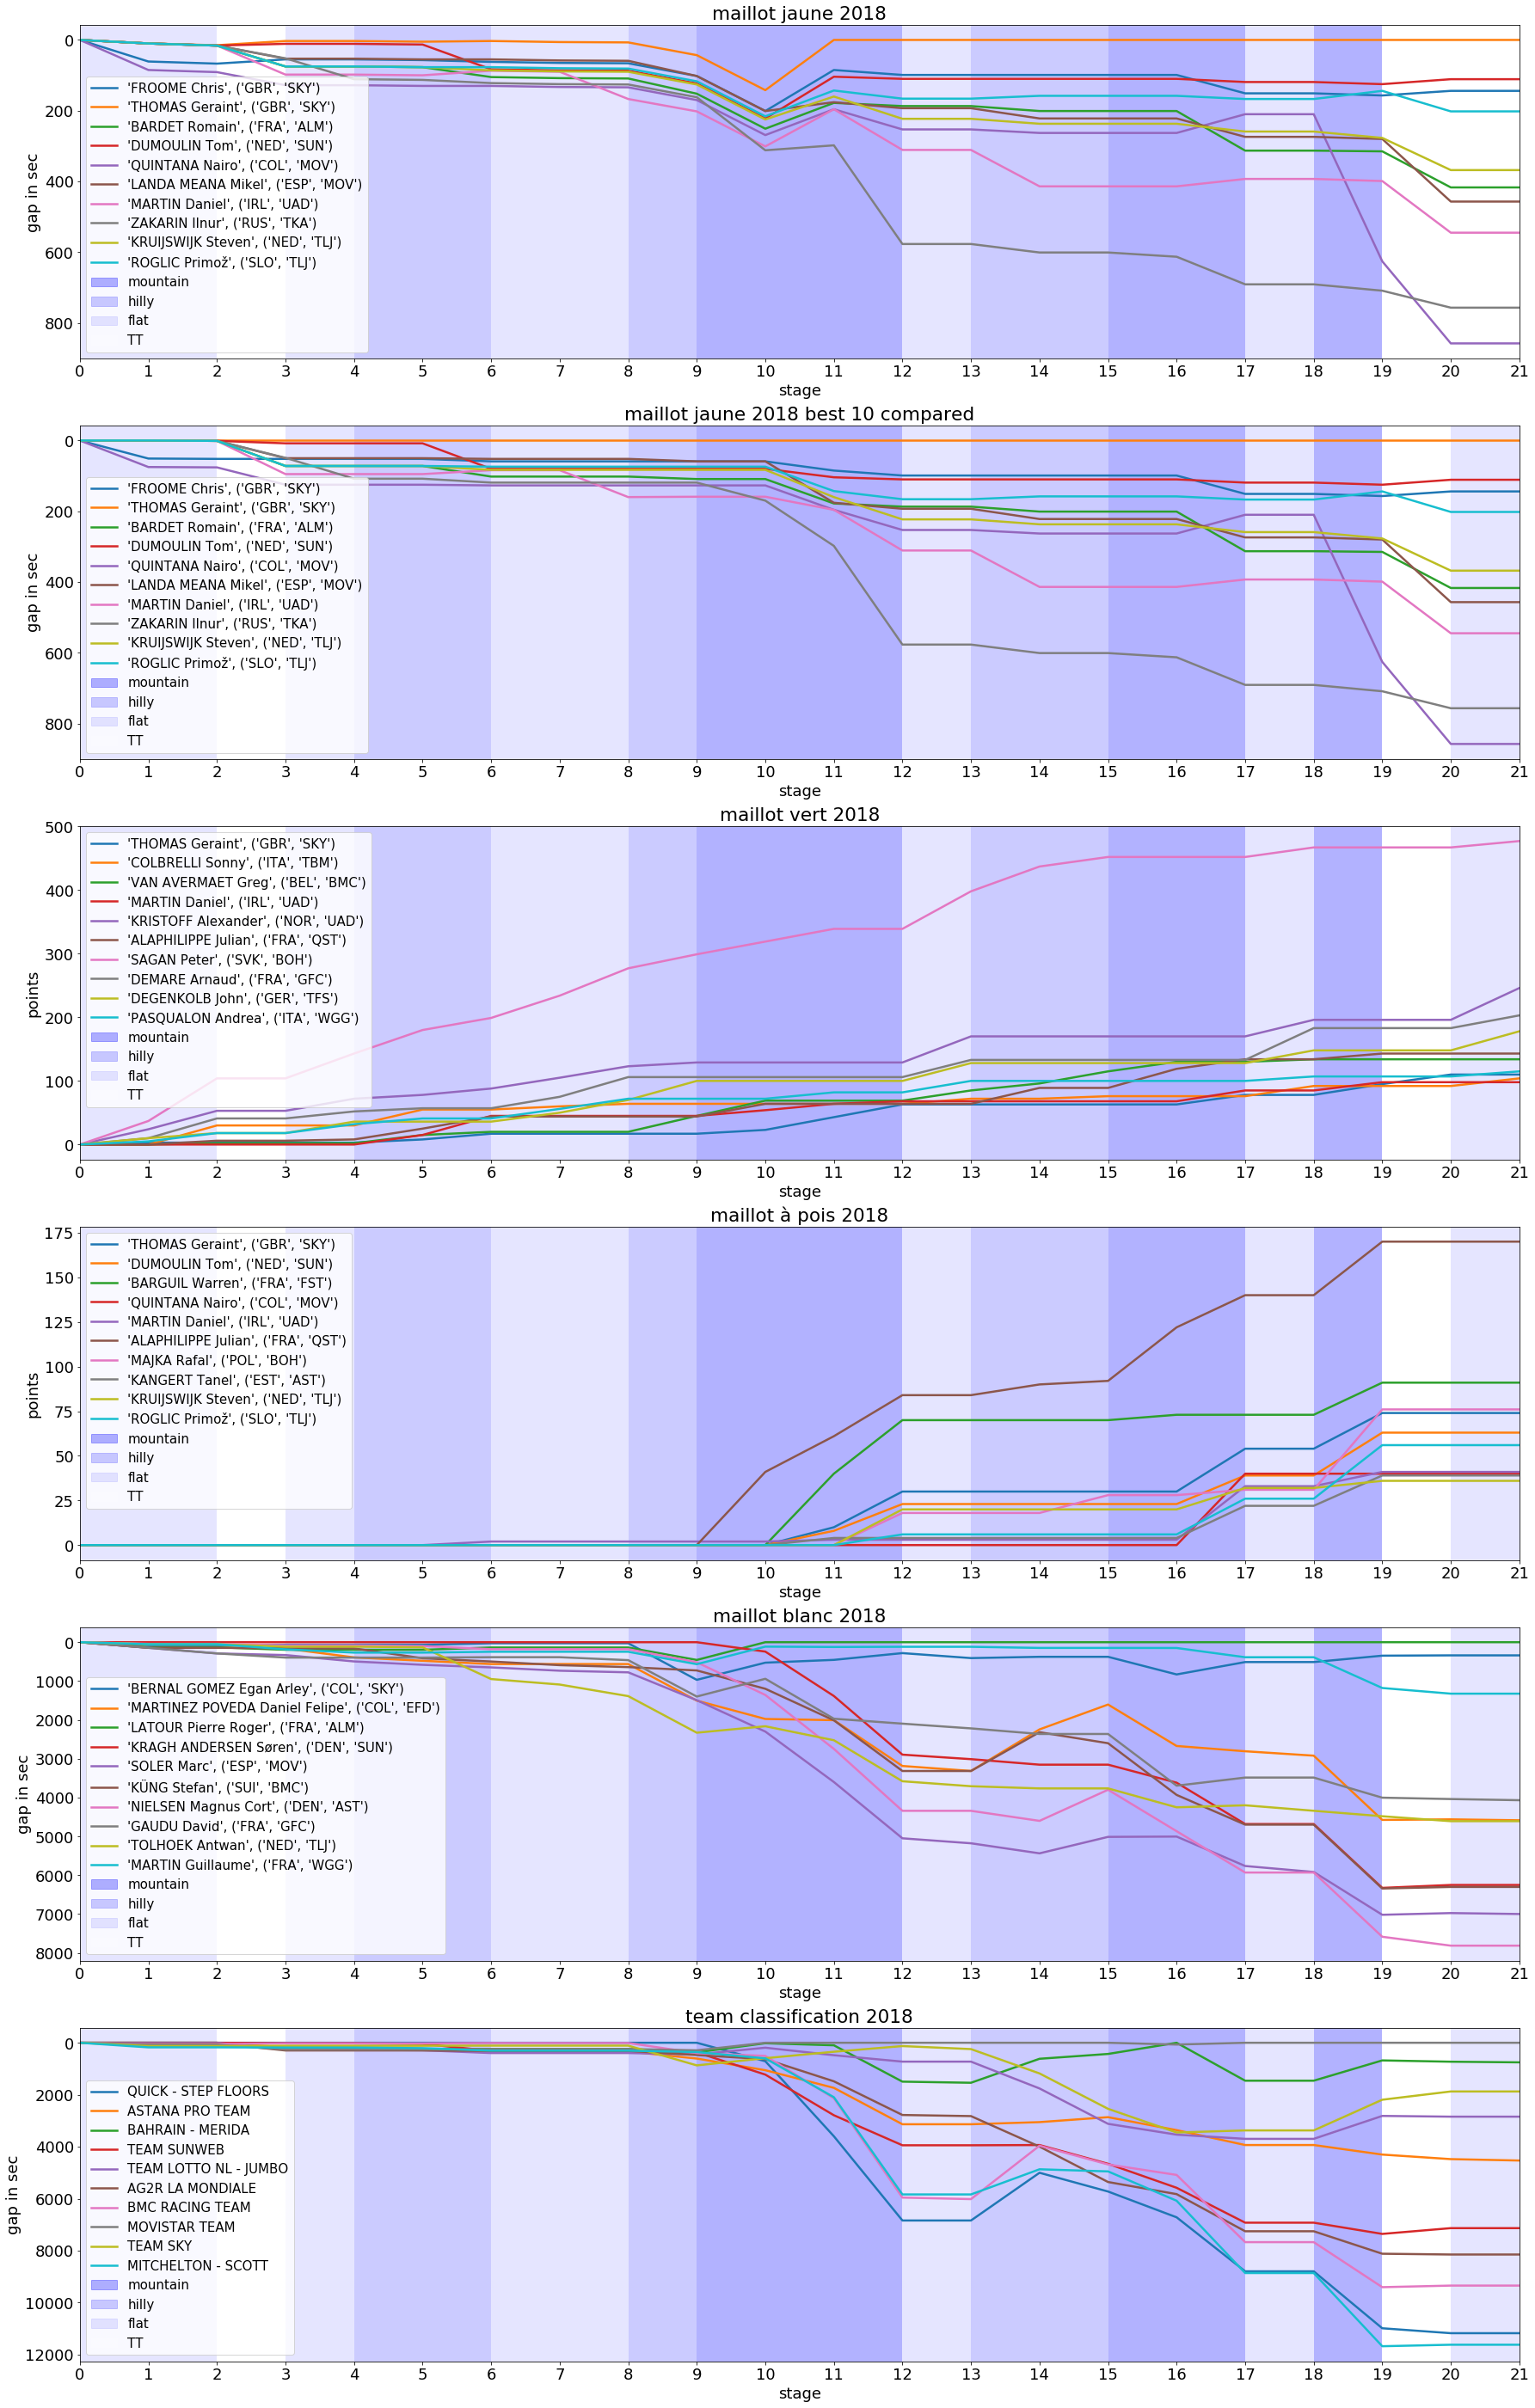 maillot jaune 2018
0
200
400
600
800
gap in sec
'FROOME Chris', ('GBR', 'SKY')
'THOMAS Geraint', ('GBR', 'SKY')
'BARDET Romain', ('FRA', 'ALM')
'DUMOULIN Tom', ('NED', 'SUN')
'QUINTANA Nairo', ('COL', 'MOV')
'LANDA MEANA Mikel', ('ESP', 'MOV')
'MARTIN Daniel', ('IRL', 'UAD')
'ZAKARIN Ilnur', ('RUS', 'TKA')
'KRUIJSWIJK Steven', ('NED', 'TLJ')
'ROGLIC Primož', ('SLO', 'TLJ')
mountain
hilly
flat
TT
0 1 2 3 4 5 6 7 8 9 10 11 12 13 14 15 16 17 18 19 20 21
stage
maillot jaune 2018 best 10 compared
0
200
400
600
800
gap in sec
'FROOME Chris', ('GBR', 'SKY')
'THOMAS Geraint', ('GBR', 'SKY')
'BARDET Romain', ('FRA', 'ALM')
'DUMOULIN Tom', ('NED', 'SUN')
'QUINTANA Nairo', ('COL', 'MOV')
'LANDA MEANA Mikel', ('ESP', 'MOV')
'MARTIN Daniel', ('IRL', 'UAD')
'ZAKARIN Ilnur', ('RUS', 'TKA')
'KRUIJSWIJK Steven', ('NED', 'TLJ')
'ROGLIC Primož', ('SLO', 'TLJ')
mountain
hilly
flat
TT
0 1 2 3 4 5 6 7 8 9 10 11 12 13 14 15 16 17 18 19 20 21
stage
maillot vert 2018
500
400
300
200
100
0
points
'THOMAS Geraint', ('GBR', 'SKY')
'COLBRELLI Sonny', ('ITA', 'TBM')
'VAN AVERMAET Greg', ('BEL', 'BMC')
'MARTIN Daniel', ('IRL', 'UAD')
'KRISTOFF Alexander', ('NOR', 'UAD')
'ALAPHILIPPE Julian', ('FRA', 'QST')
'SAGAN Peter', ('SVK', 'BOH')
'DEMARE Arnaud', ('FRA', 'GFC')
'DEGENKOLB John', ('GER', 'TFS')
'PASQUALON Andrea', ('ITA', 'WGG')
mountain
hilly
flat
TT
0 1 2 3 4 5 6 7 8 9 10 11 12 13 14 15 16 17 18 19 20 21
stage
maillot à pois 2018
175
150
125
100
75
50
25
0
points
'THOMAS Geraint', ('GBR', 'SKY')
'DUMOULIN Tom', ('NED', 'SUN')
'BARGUIL Warren', ('FRA', 'FST')
'QUINTANA Nairo', ('COL', 'MOV')
'MARTIN Daniel', ('IRL', 'UAD')
'ALAPHILIPPE Julian', ('FRA', 'QST')
'MAJKA Rafal', ('POL', 'BOH')
'KANGERT Tanel', ('EST', 'AST')
'KRUIJSWIJK Steven', ('NED', 'TLJ')
'ROGLIC Primož', ('SLO', 'TLJ')
mountain
hilly
flat
TT
0 1 2 3 4 5 6 7 8 9 10 11 12 13 14 15 16 17 18 19 20 21
stage
maillot blanc 2018
0
1000
2000
3000
4000
5000
6000
7000
8000
gap in sec
'BERNAL GOMEZ Egan Arley', ('COL', 'SKY')
'MARTINEZ POVEDA Daniel Felipe', ('COL', 'EFD')
'LATOUR Pierre Roger', ('FRA', 'ALM')
'KRAGH ANDERSEN Søren', ('DEN', 'SUN')
'SOLER Marc', ('ESP', 'MOV')
'KÜNG Stefan', ('SUI', 'BMC')
'NIELSEN Magnus Cort', ('DEN', 'AST')
'GAUDU David', ('FRA', 'GFC')
'TOLHOEK Antwan', ('NED', 'TLJ')
'MARTIN Guillaume', ('FRA', 'WGG')
mountain
hilly
flat
TT
0 1 2 3 4 5 6 7 8 9 10 11 12 13 14 15 16 17 18 19 20 21
stage
team classification 2018
0
2000
4000
6000
8000
10000
12000
gap in sec
QUICK - STEP FLOORS
ASTANA PRO TEAM
BAHRAIN - MERIDA
TEAM SUNWEB
TEAM LOTTO NL - JUMBO
AG2R LA MONDIALE
BMC RACING TEAM
MOVISTAR TEAM
TEAM SKY
MITCHELTON - SCOTT
mountain
hilly
flat
TT
0 1 2 3 4 5 6 7 8 9 10 11 12 13 14 15 16 17 18 19 20 21
stage